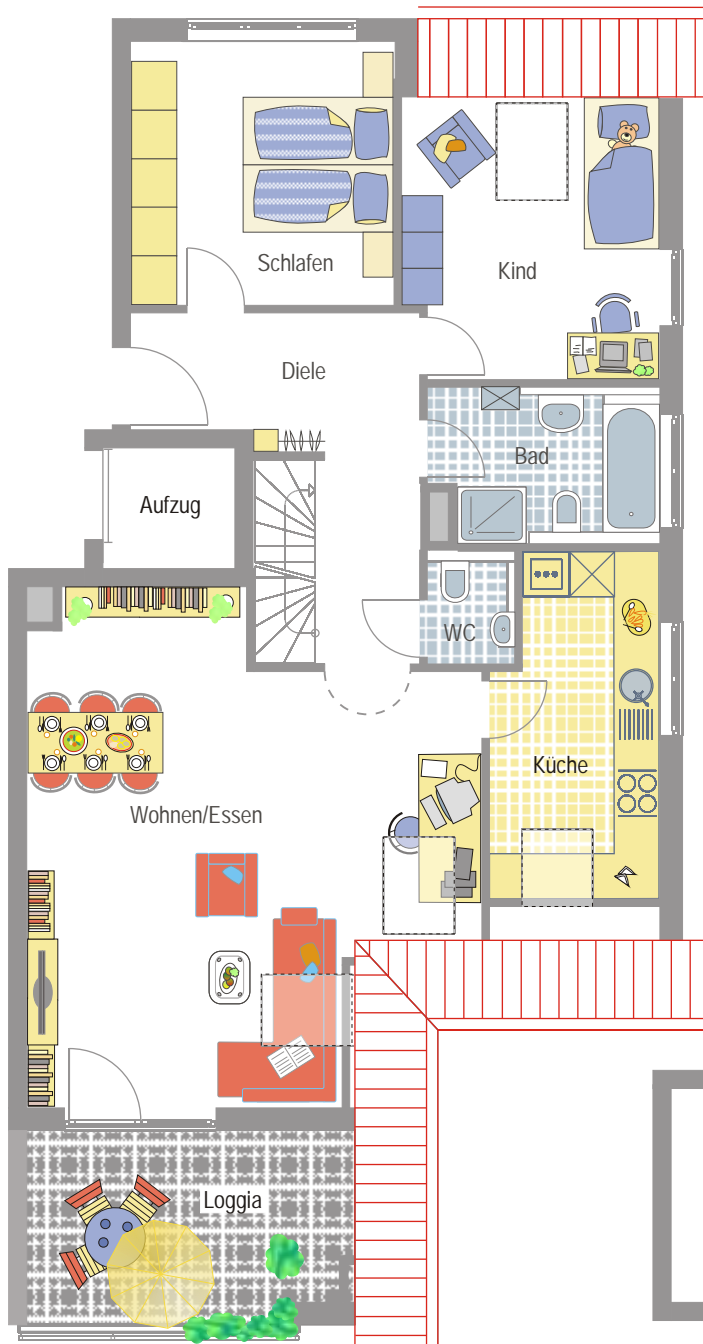 Schlafen
Kind
Diele
Bad
Aufzug
WC
Küche
Wohnen/Essen
Loggia